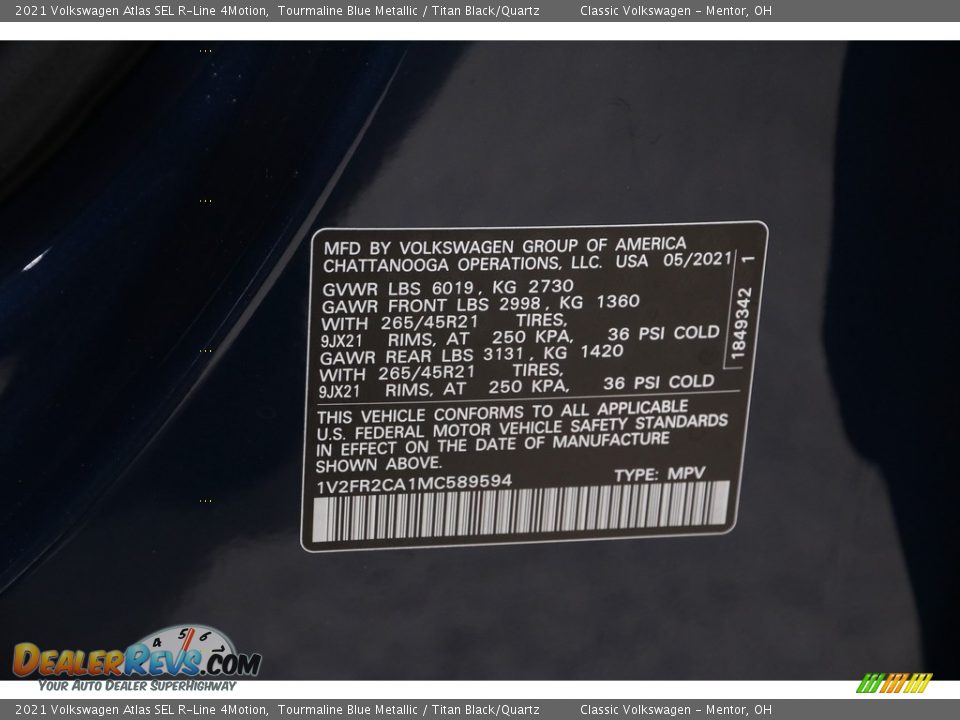 2021 Volkswagen Atlas SEL R-Line 4Motion, Tourmaline Blue Metallic / Titan Black/Quartz Classic Volkswagen - Mentor, OH
MFD BY VOLKSWAGEN GROUP OF AMERICA
CHATTANOOGA OPERATIONS, LLC. USA 05/2021
GVWR LBS 6019, KG 2730
GAWR FRONT LBS 2998, KG 1360
WITH 265/45R21 TIRES,
9JX21 RIMS, AT 250 KPA, 36 PSI COLD
GAWR REAR LBS 3131, KG 1420
WITH 265/45R21 TIRES,
9JX21 RIMS, AT 250 KPA, 36 PSI COLD
1849342 1
THIS VEHICLE CONFORMS TO ALL APPLICABLE
U.S. FEDERAL MOTOR VEHICLE SAFETY STANDARDS
IN EFFECT ON THE DATE OF MANUFACTURE
SHOWN ABOVE.
1V2FR2CA1MC589594 TYPE: MPV
4 5 6
DealerRevs.com
Your Auto Dealer SuperHighway
2021 Volkswagen Atlas SEL R-Line 4Motion, Tourmaline Blue Metallic / Titan Black/Quartz Classic Volkswagen - Mentor, OH